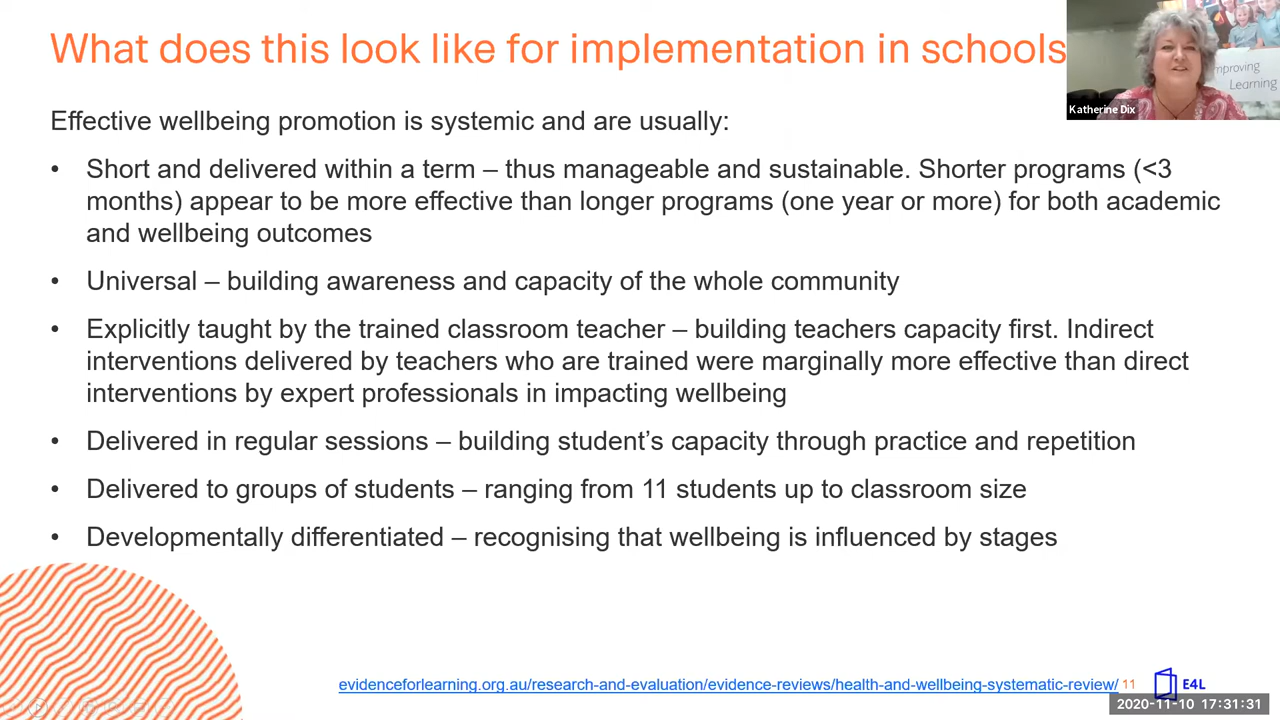 What does this look like for implementation in schools
Improving
Learning
Katherine Dix
Effective wellbeing promotion is systemic and are usually:
• Short and delivered within a term – thus manageable and sustainable. Shorter programs (<3
months) appear to be more effective than longer programs (one year or more) for both academic
and wellbeing outcomes
• Universal – building awareness and capacity of the whole community
• Explicitly taught by the trained classroom teacher – building teachers capacity first. Indirect
interventions delivered by teachers who are trained were marginally more effective than direct
interventions by expert professionals in impacting wellbeing
• Delivered in regular sessions – building student’s capacity through practice and repetition
• Delivered to groups of students – ranging from 11 students up to classroom size
• Developmentally differentiated – recognising that wellbeing is influenced by stages
evidenceforlearning.org.au/research-and-evaluation/evidence-reviews/health-and-wellbeing-systematic-review/ 11
E4L
2020-11-10 17:31:31